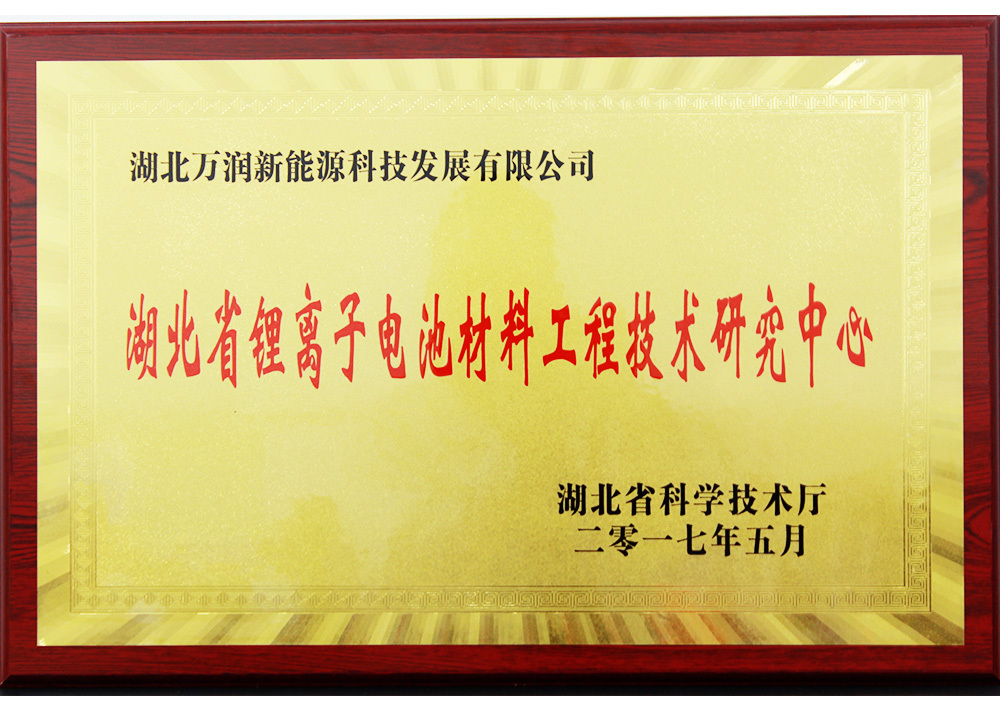 湖北万润新能源科技发展有限公司
湖北省锂离子电池材料工程技术研究中心
湖北省科学技术厅
二零一七年五月